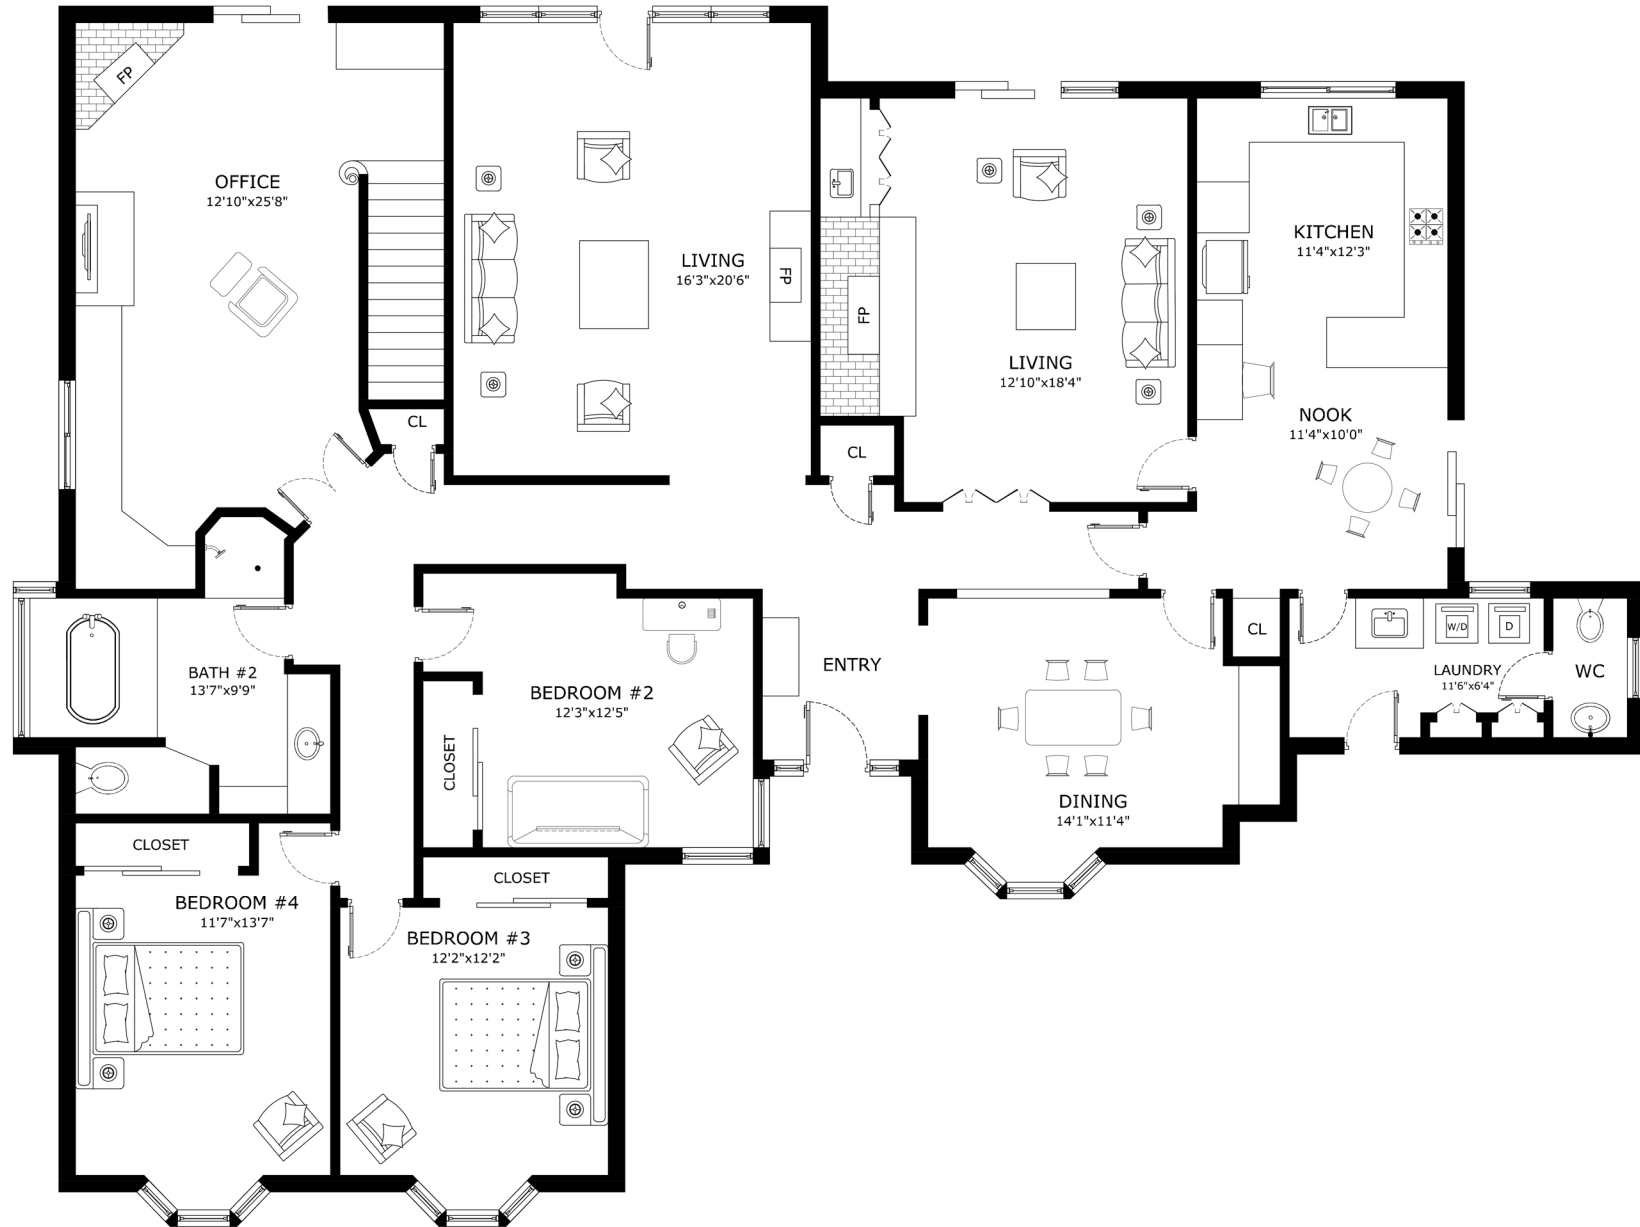 FP
OFFICE
12'10"x25'8"
CL
LIVING
16'3"x20'6"
FP
FP
LIVING
12'10"x18'4"
CL
KITCHEN
11'4"x12'3"
NOOK
11'4"x10'0"
BATH #2
13'7"x9'9"
BEDROOM #2
12'3"x12'5"
CLOSET
ENTRY
DINING
14'1"x11'4"
CL
W/D
D
LAUNDRY
11'6"x6'4"
WC
CLOSET
BEDROOM #4
11'7"x13'7"
CLOSET
BEDROOM #3
12'2"x12'2"